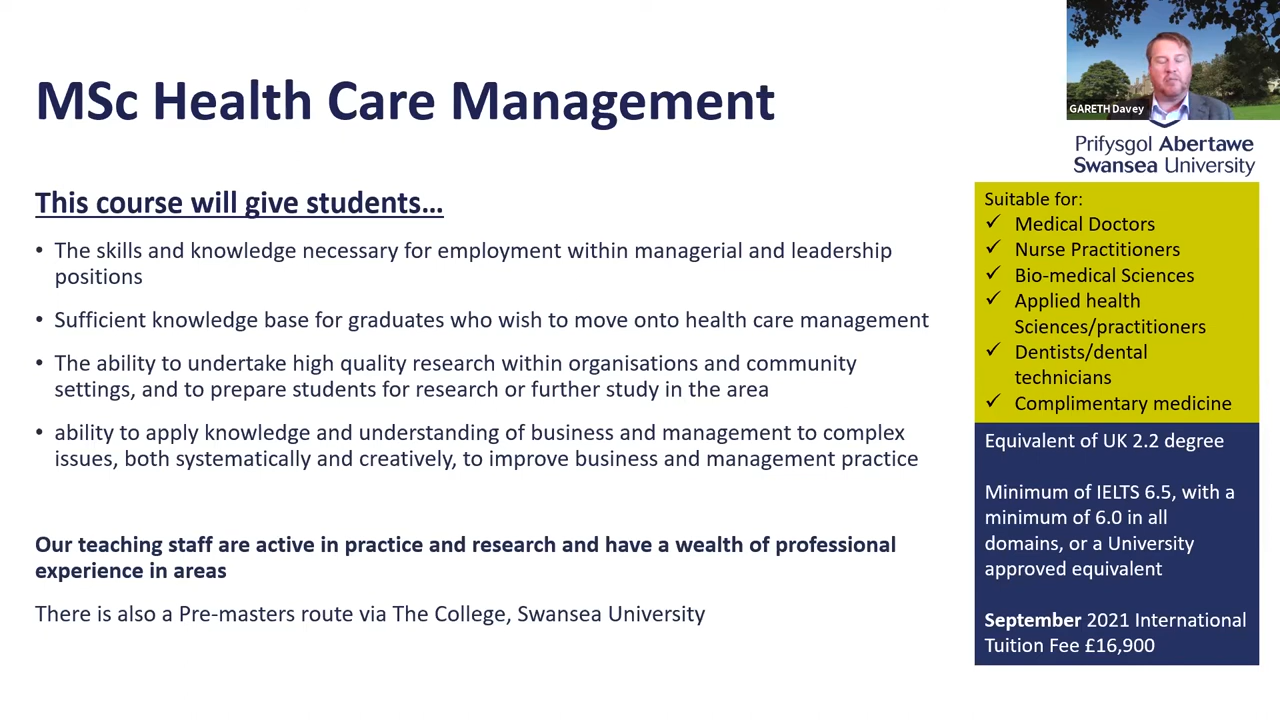 MSc Health Care Management
GARETH Davey
Prifysgol Abertawe
Swansea University
This course will give students…
• The skills and knowledge necessary for employment within managerial and leadership
positions
• Sufficient knowledge base for graduates who wish to move onto health care management
• The ability to undertake high quality research within organisations and community
settings, and to prepare students for research or further study in the area
• ability to apply knowledge and understanding of business and management to complex
issues, both systematically and creatively, to improve business and management practice
Our teaching staff are active in practice and research and have a wealth of professional
experience in areas
There is also a Pre-masters route via The College, Swansea University
Suitable for:
✓ Medical Doctors
✓ Nurse Practitioners
✓ Bio-medical Sciences
✓ Applied health
Sciences/practitioners
✓ Dentists/dental
technicians
✓ Complimentary medicine
Equivalent of UK 2.2 degree
Minimum of IELTS 6.5, with a
minimum of 6.0 in all
domains, or a University
approved equivalent
September 2021 International
Tuition Fee £16,900